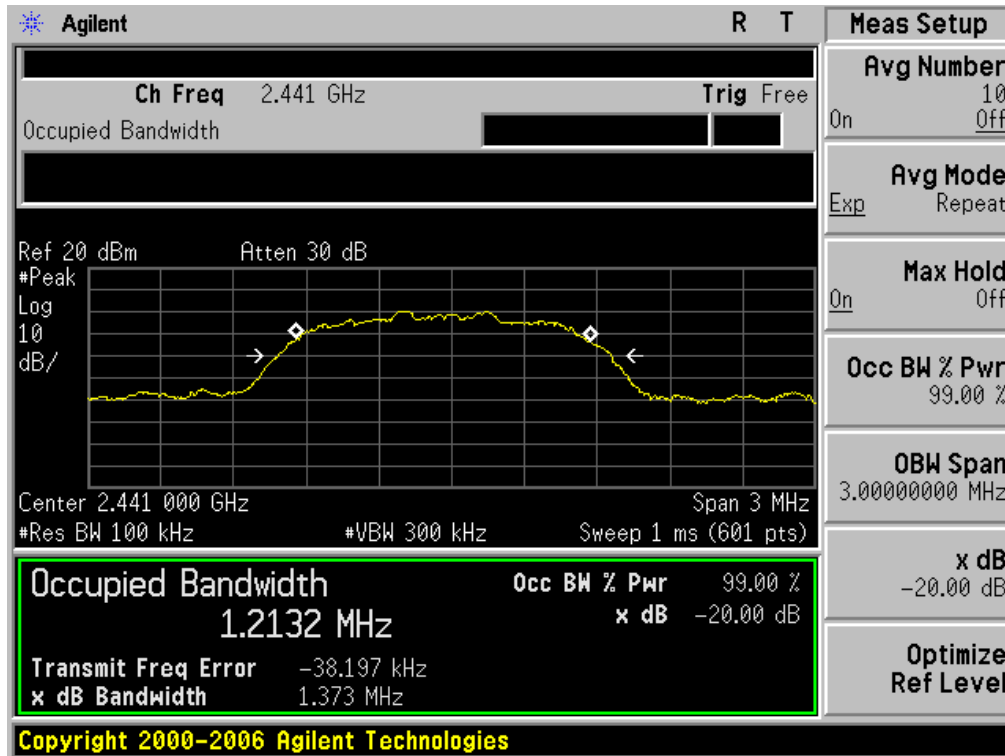 Agilent R T
Ch Freq 2.441 GHz Trig Free
Occupied Bandwidth
Ref 20 dBm Atten 30 dB
#Peak
Log
10
dB/
Center 2.441 000 GHz Span 3 MHz
#Res BW 100 kHz #VBW 300 kHz Sweep 1 ms (601 pts)
Occupied Bandwidth Occ BW % Pwr 99.00 %
1.2132 MHz x dB -20.00 dB
Transmit Freq Error -38.197 kHz
x dB Bandwidth 1.373 MHz
Copyright 2000-2006 Agilent Technologies
Meas Setup
Avg Number
10
On Off
Avg Mode
Exp Repeat
Max Hold
On Off
Occ BW % Pwr
99.00 %
OBW Span
3.00000000 MHz
x dB
-20.00 dB
Optimize
Ref Level